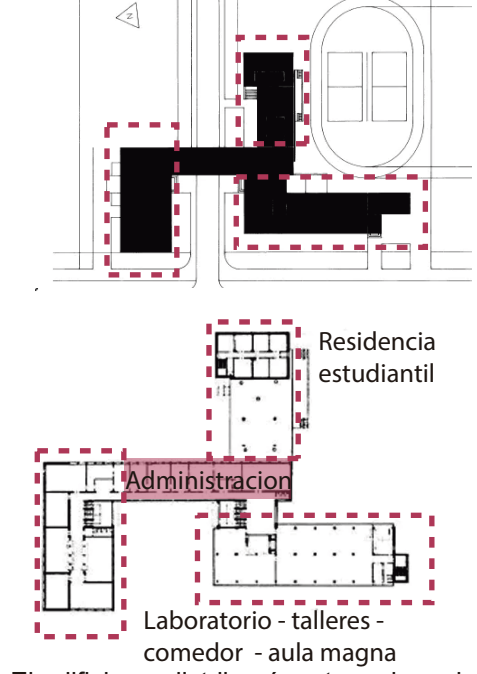 N
Residencia
estudiantil
Administracion
Laboratorio - talleres -
comedor - aula magna